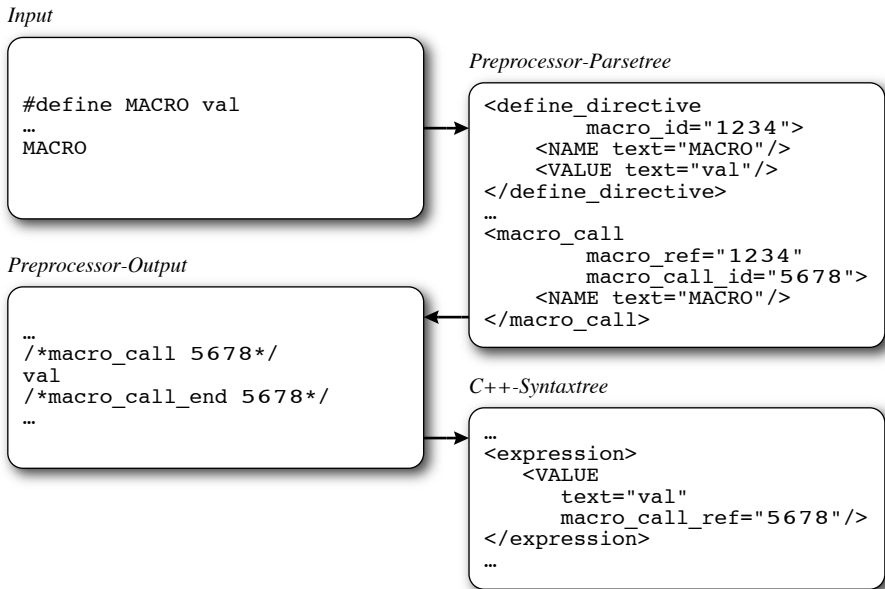 Input
#define MACRO val
…
MACRO
Preprocessor-Parsetree
<define_directive
macro_id="1234">
<NAME text="MACRO"/>
<VALUE text="val"/>
</define_directive>
…
<macro_call
macro_ref="1234"
macro_call_id="5678">
<NAME text="MACRO"/>
</macro_call>
Preprocessor-Output
…
/*macro_call 5678*/
val
/*macro_call_end 5678*/
…
C++-Syntaxtree
…
<expression>
<VALUE
text="val"
macro_call_ref="5678"/>
</expression>
…